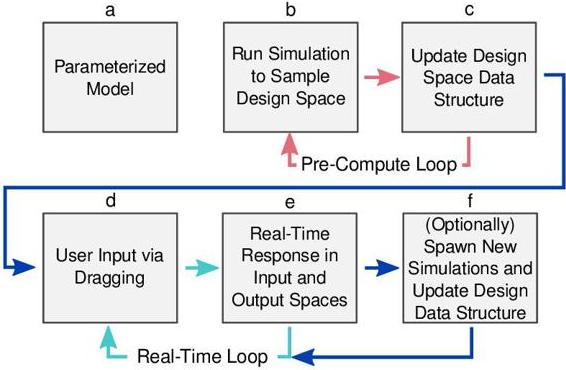 a
Parameterized
Model
b
Run Simulation
to Sample
Design Space
c
Update Design
Space Data
Structure
Pre-Compute Loop
d
User Input via
Dragging
e
Real-Time
Response in
Input and
Output Spaces
f
(Optionally)
Spawn New
Simulations and
Update Design
Data Structure
Real-Time Loop